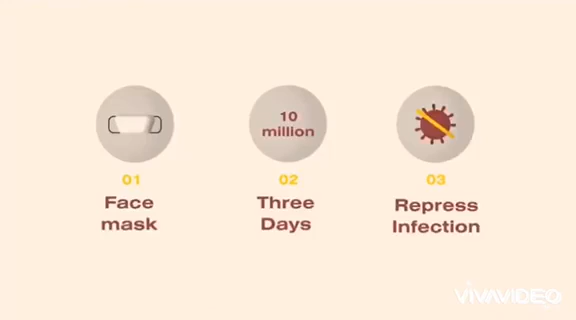 10
million
01
02
03
Face
mask
Three
Days
Repress
Infection
VIVAVIDEO